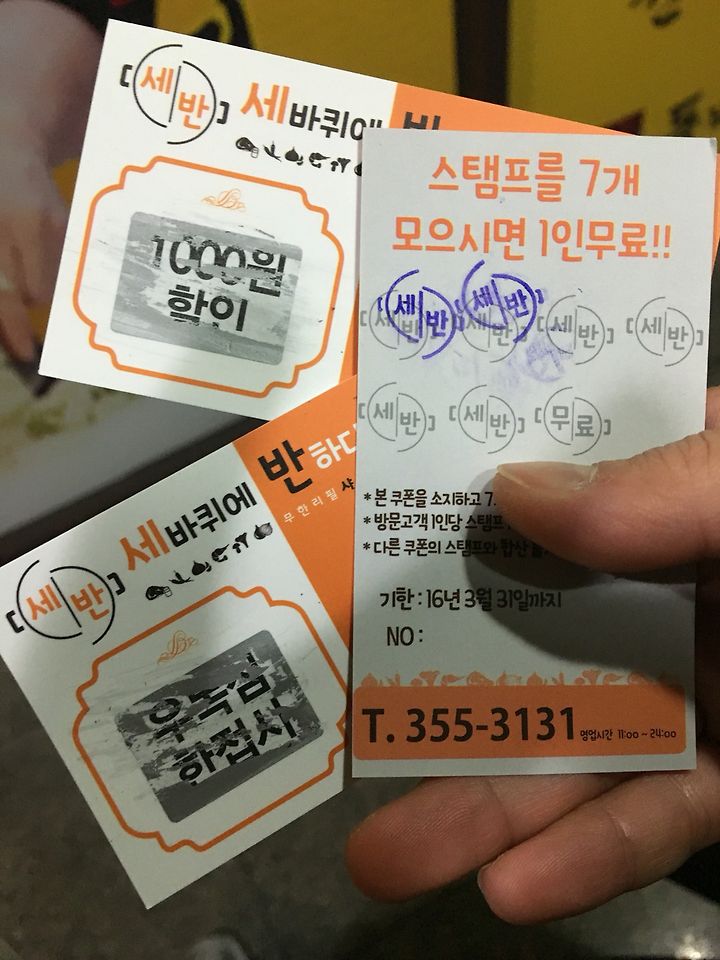 [세반] 세바퀴에 반
1000원
할인
[세반] 세바퀴에 반하다
무한리필 샤
우목심
한접시
스탬프를 7개
모으시면 1인무료!!
[세반] [세반] [세반] [세반]
[세반] [세반] [무료]
세반 세반
*본 쿠폰을 소지하고 7
*방문고객 1인당 스탬프
*다른 쿠폰의 스탬프와 합산
기한 : 16년 3월 31일까지
NO :
T. 355-3131 영업시간 11:00 ~ 24:00